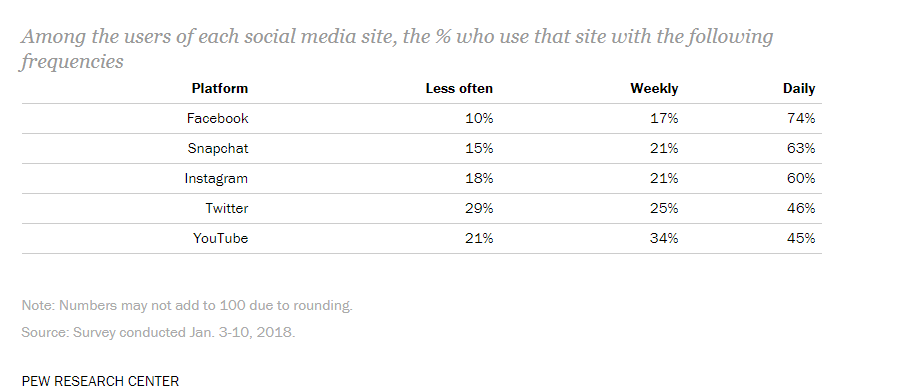 Among the users of each social media site, the % who use that site with the following
frequencies
Platform Less often Weekly Daily
Facebook 10% 17% 74%
Snapchat 15% 21% 63%
Instagram 18% 21% 60%
Twitter 29% 25% 46%
YouTube 21% 34% 45%
Note: Numbers may not add to 100 due to rounding.
Source: Survey conducted Jan. 3-10, 2018.
PEW RESEARCH CENTER